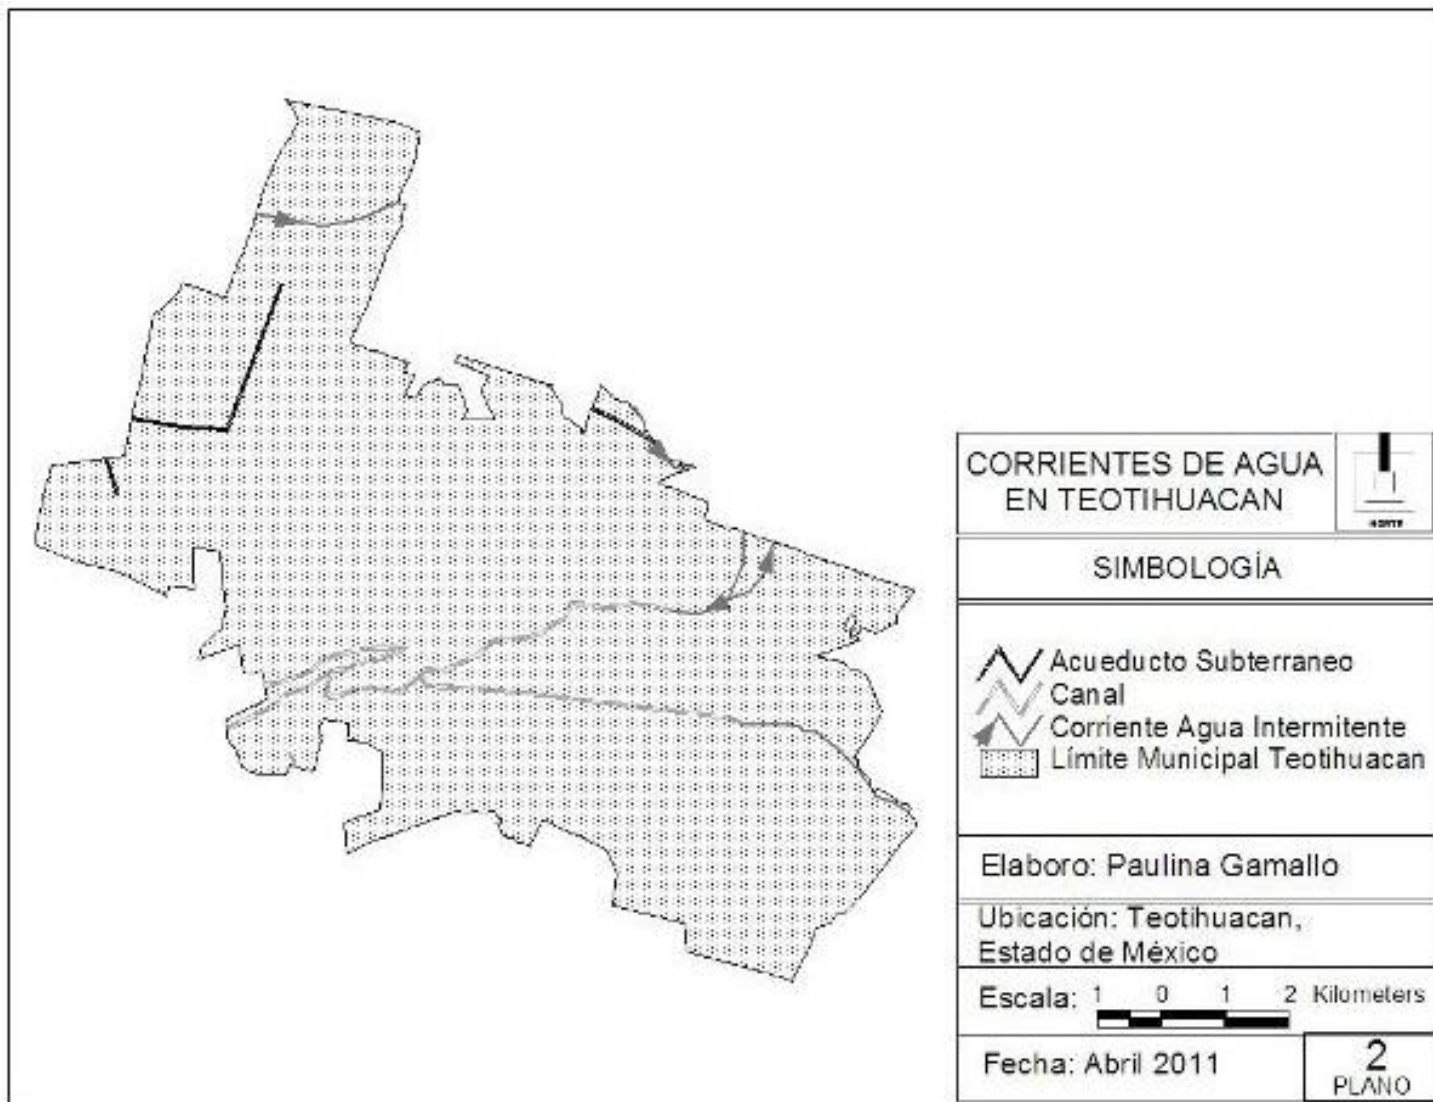 CORRIENTES DE AGUA
EN TEOTIHUACAN
NORTE
SIMBOLOGÍA
Acueducto Subterraneo
Canal
Corriente Agua Intermitente
Límite Municipal Teotihuacan
Elaboro: Paulina Gamallo
Ubicación: Teotihuacan,
Estado de México
Escala: 1 0 1 2 Kilometers
Fecha: Abril 2011
2
PLANO